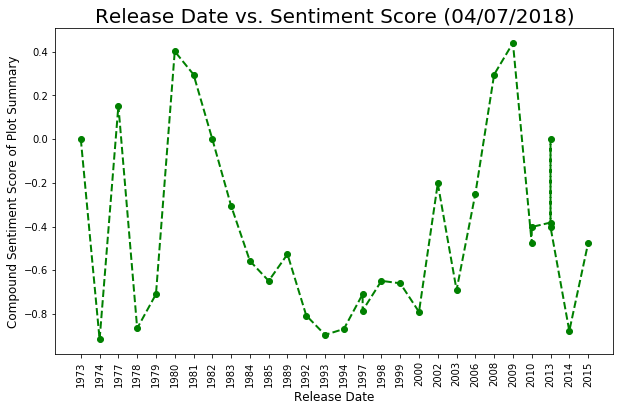 Release Date vs. Sentiment Score (04/07/2018)
Compound Sentiment Score of Plot Summary
0.4
0.2
0.0
−0.2
−0.4
−0.6
−0.8
1973 1974 1977 1978 1979 1980 1981 1982 1983 1984 1985 1989 1992 1993 1994 1997 1998 1999 2000 2002 2003 2006 2008 2009 2010 2013 2014 2015
Release Date